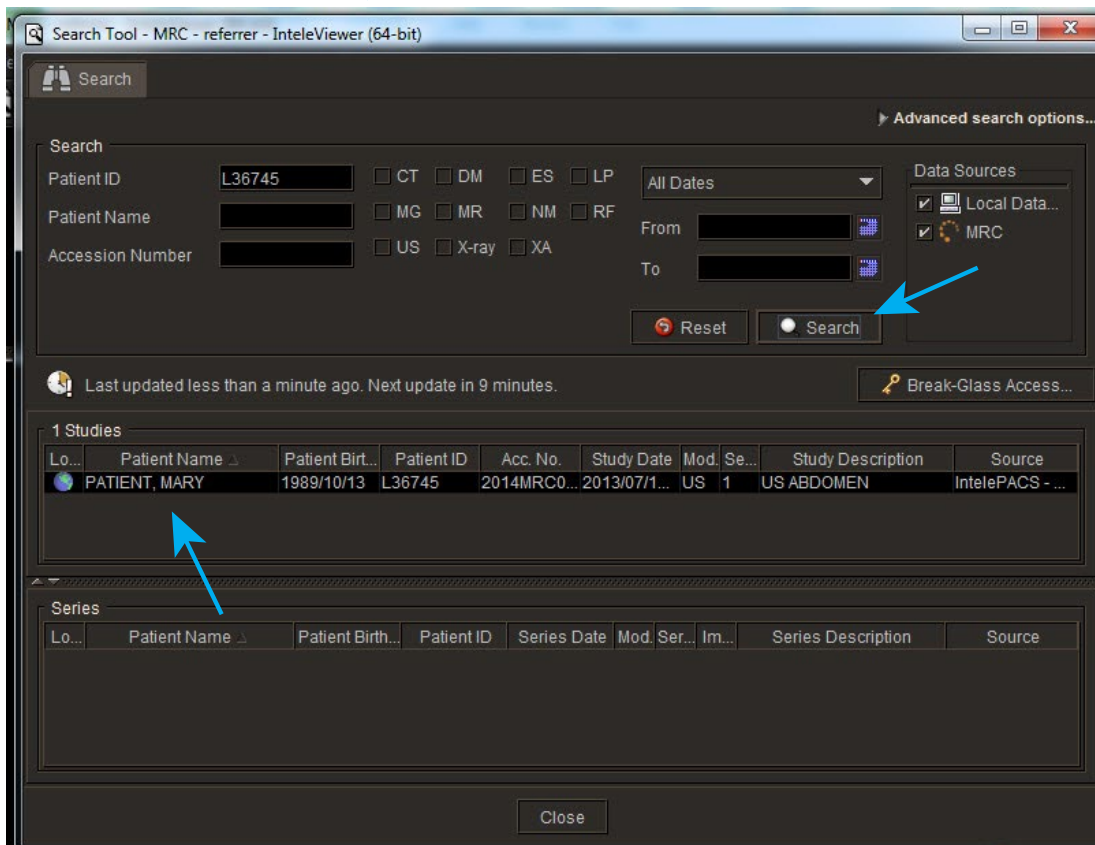 Search Tool - MRC - referrer - InteleViewer (64-bit)
Search
Advanced search options...
Search
Patient ID L36745 CT DM ES LP All Dates Data Sources
Local Data...
Patient Name MG MR NM RF From MRC
Accession Number US X-ray XA To
Reset Search
Last updated less than a minute ago. Next update in 9 minutes. Break-Glass Access...
1 Studies
Lo... Patient Name Patient Birt... Patient ID Acc. No. Study Date Mod. Se... Study Description Source
PATIENT, MARY 1989/10/13 L36745 2014MRC0... 2013/07/1... US 1 US ABDOMEN IntelePACS - ...
Series
Lo... Patient Name Patient Birth... Patient ID Series Date Mod. Ser... Im... Series Description Source
Close